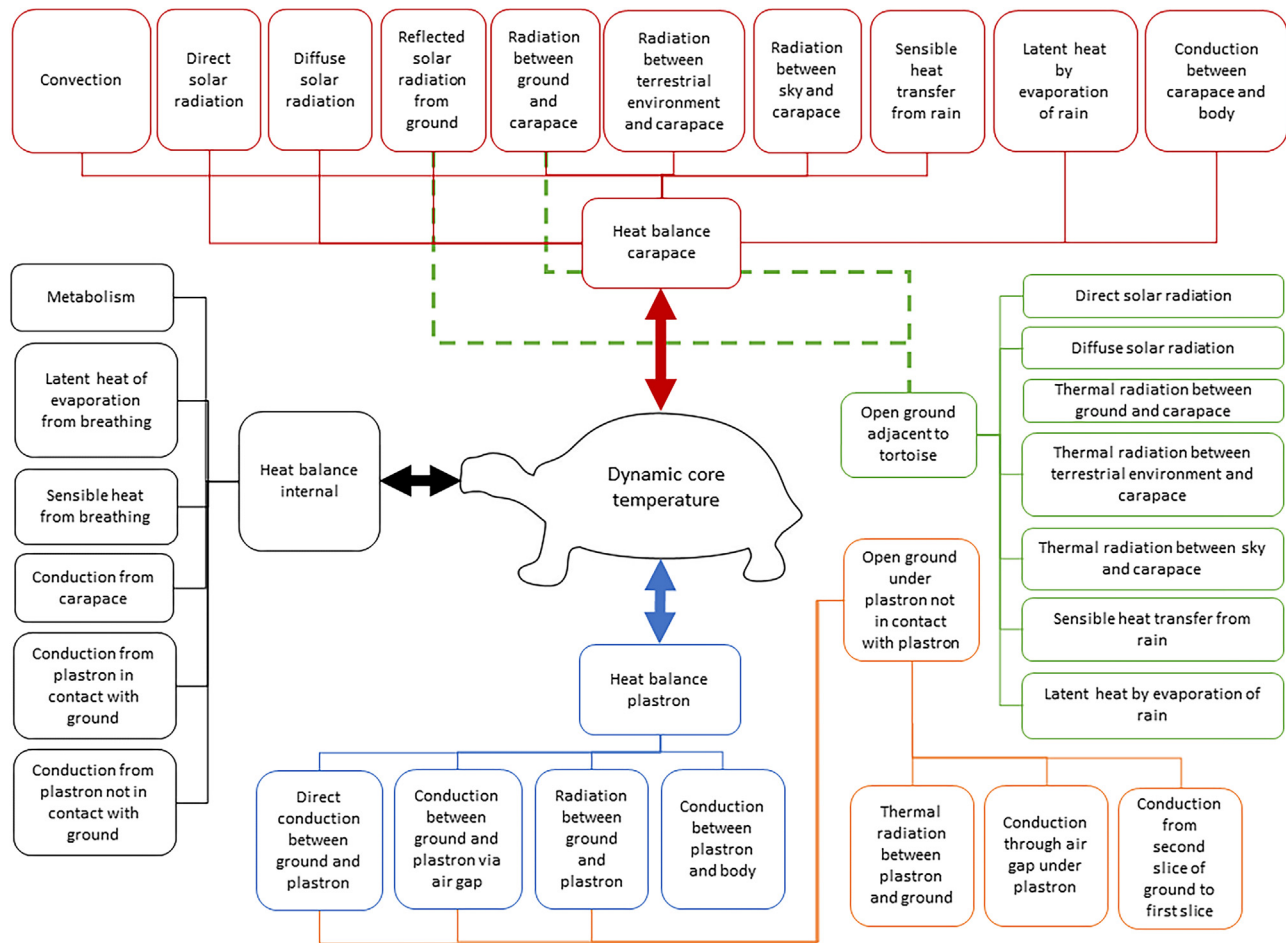 Convection
Direct
solar
radiation
Diffuse
solar
radiation
Reflected
solar
radiation
from
ground
Radiation
between
ground
and
carapace
Radiation
between
terrestrial
environment
and carapace
Radiation
between
sky and
carapace
Sensible
heat
transfer
from rain
Latent heat
by
evaporation
of rain
Conduction
between
carapace and
body
Heat balance
carapace
Metabolism
Latent heat of
evaporation
from breathing
Sensible heat
from breathing
Conduction from
carapace
Conduction from
plastron in
contact with
ground
Conduction from
plastron not in
contact with
ground
Heat balance
internal
Dynamic core
temperature
Open ground
adjacent to
tortoise
Direct solar radiation
Diffuse solar radiation
Thermal radiation between
ground and carapace
Thermal radiation between
terrestrial environment and
carapace
Thermal radiation between sky
and carapace
Sensible heat transfer from
rain
Latent heat by evaporation of
rain
Open ground
under
plastron not
in contact
with plastron
Heat balance
plastron
Direct
conduction
between
ground and
plastron
Conduction
between
ground and
plastron via
air gap
Radiation
between
ground
and
plastron
Conduction
between
plastron
and body
Thermal
radiation
between
plastron
and ground
Conduction
through air
gap under
plastron
Conduction
from
second
slice of
ground to
first slice